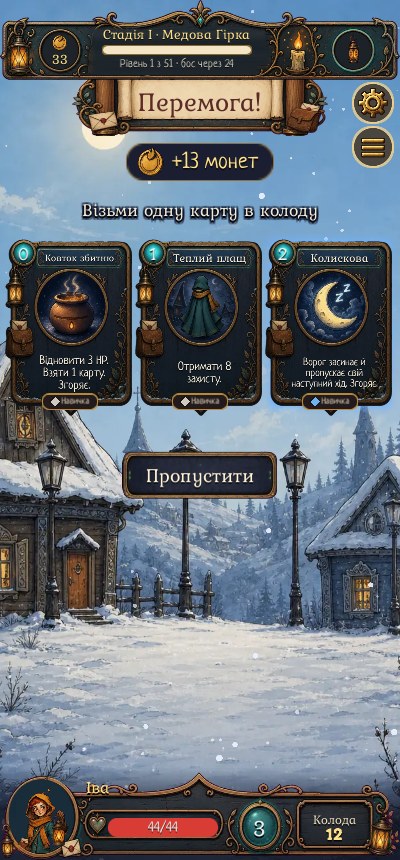 33
Стадія I · Медова Гірка
Рівень 1 з 51 · бос через 24
Перемога!
+13 монет
Візьми одну карту в колоду
0
Ковток збитню
Відновити 3 HP.
Взяти 1 карту.
Згоряє.
Навичка
1
Теплий плащ
Отримати 8
захисту.
Навичка
2
Колискова
Z Z Z
Ворог засинає й
пропускає свій
наступний хід. Згоряє.
Навичка
Пропустити
Іва
44/44
3
Колода
12